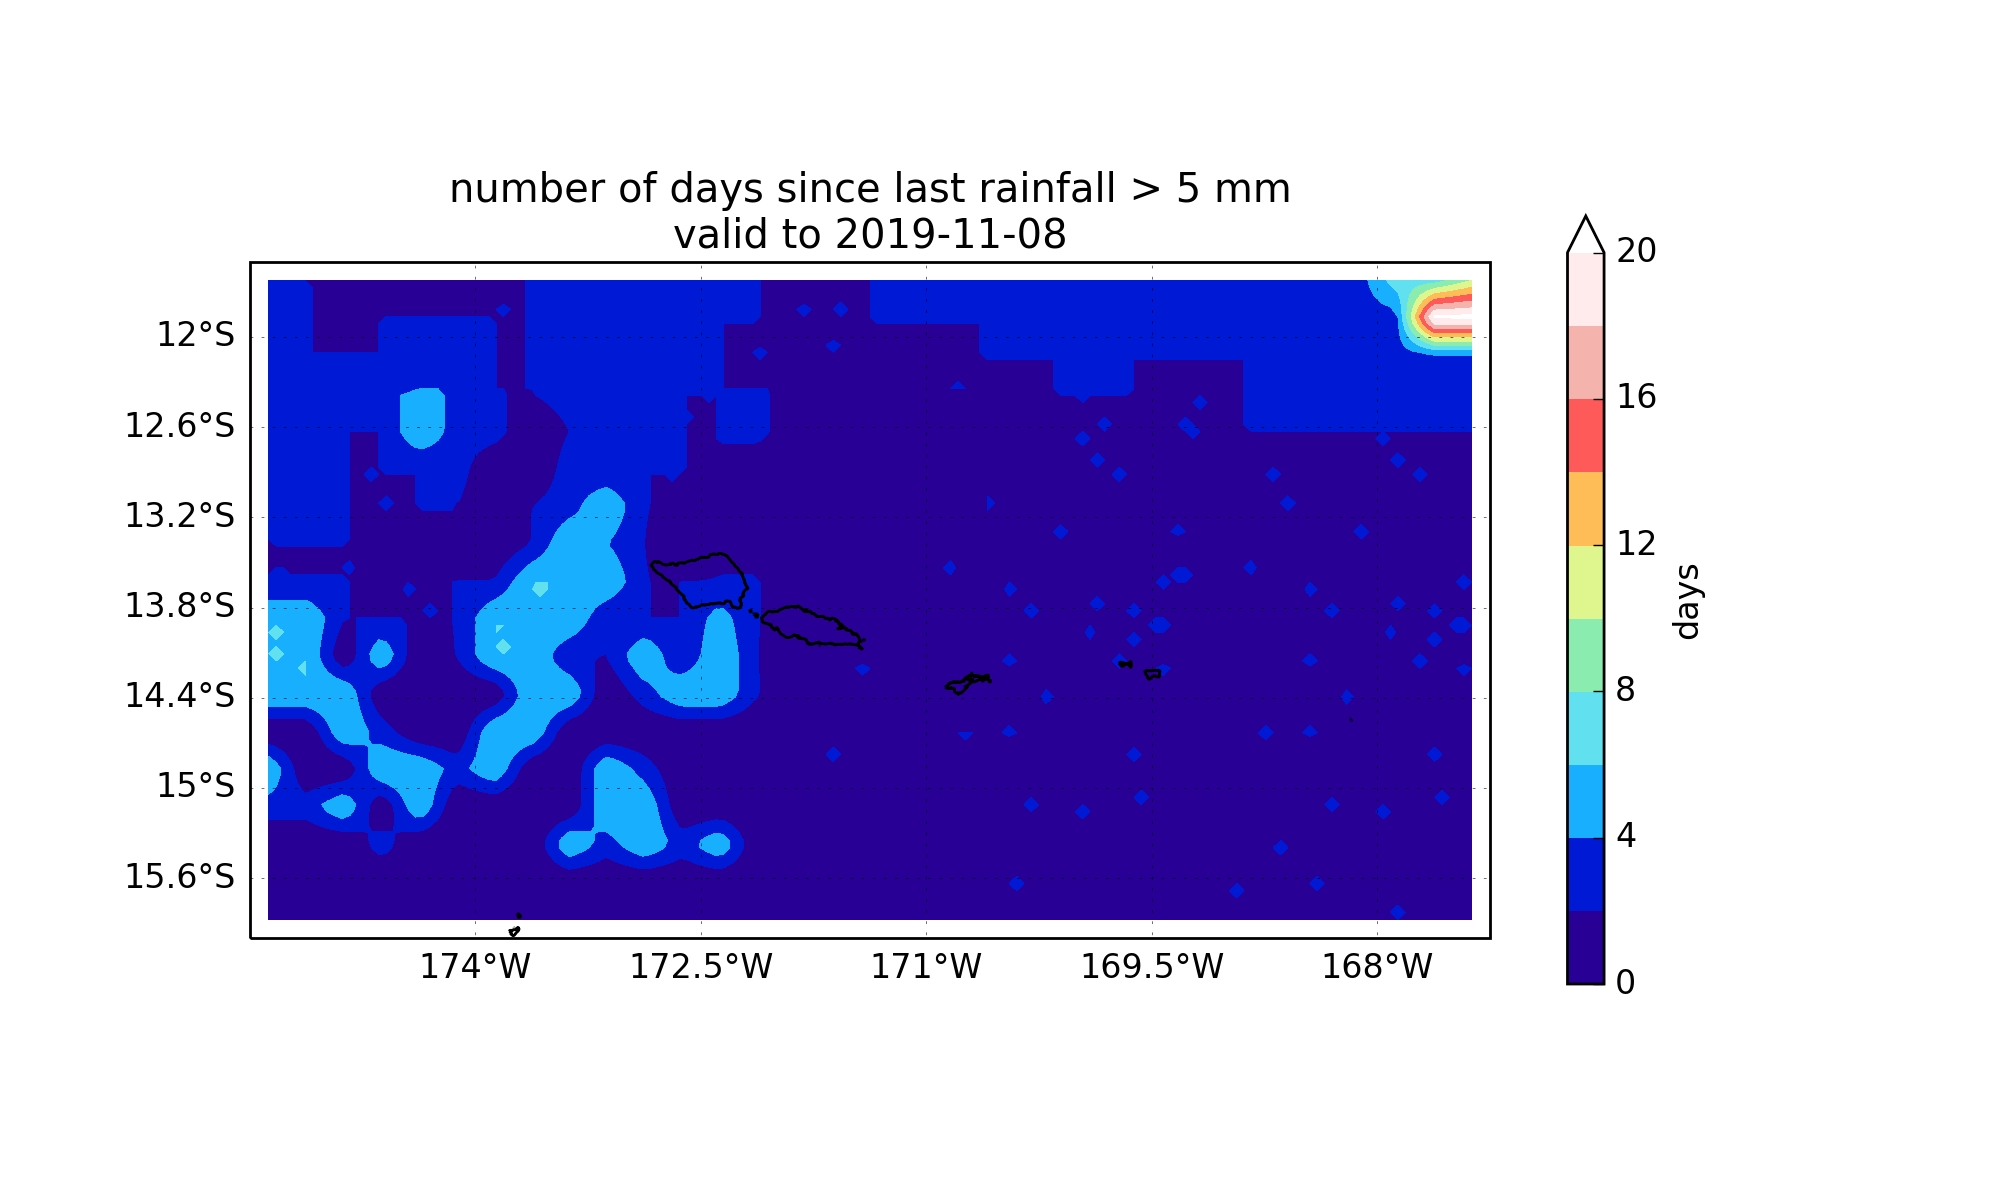 number of days since last rainfall > 5 mm
valid to 2019-11-08
12°S
12.6°S
13.2°S
13.8°S
14.4°S
15°S
15.6°S
174°W
172.5°W
171°W
169.5°W
168°W
20
16
12
8
4
0
days